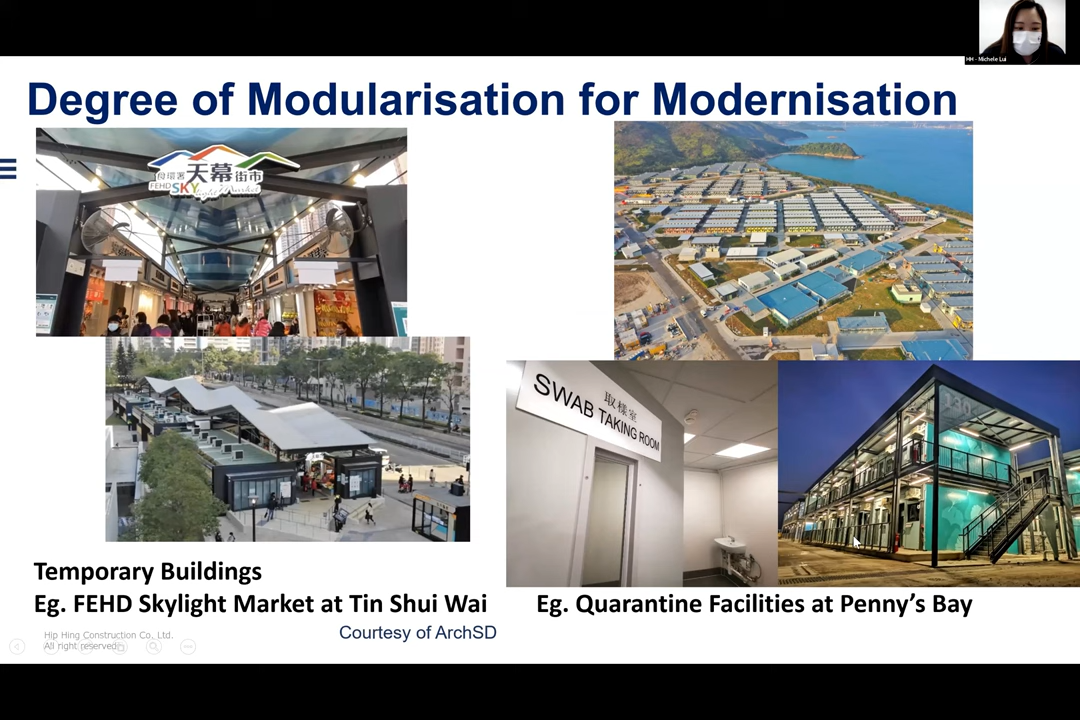 HH - Michele Lui
Degree of Modularisation for Modernisation
食環署 天幕 街市
FEHD SKYlight Market
取樣室
SWAB TAKING ROOM
Temporary Buildings
Eg. FEHD Skylight Market at Tin Shui Wai
Eg. Quarantine Facilities at Penny’s Bay
Courtesy of ArchSD
Hip Hing Construction Co. Ltd.
All right reserved